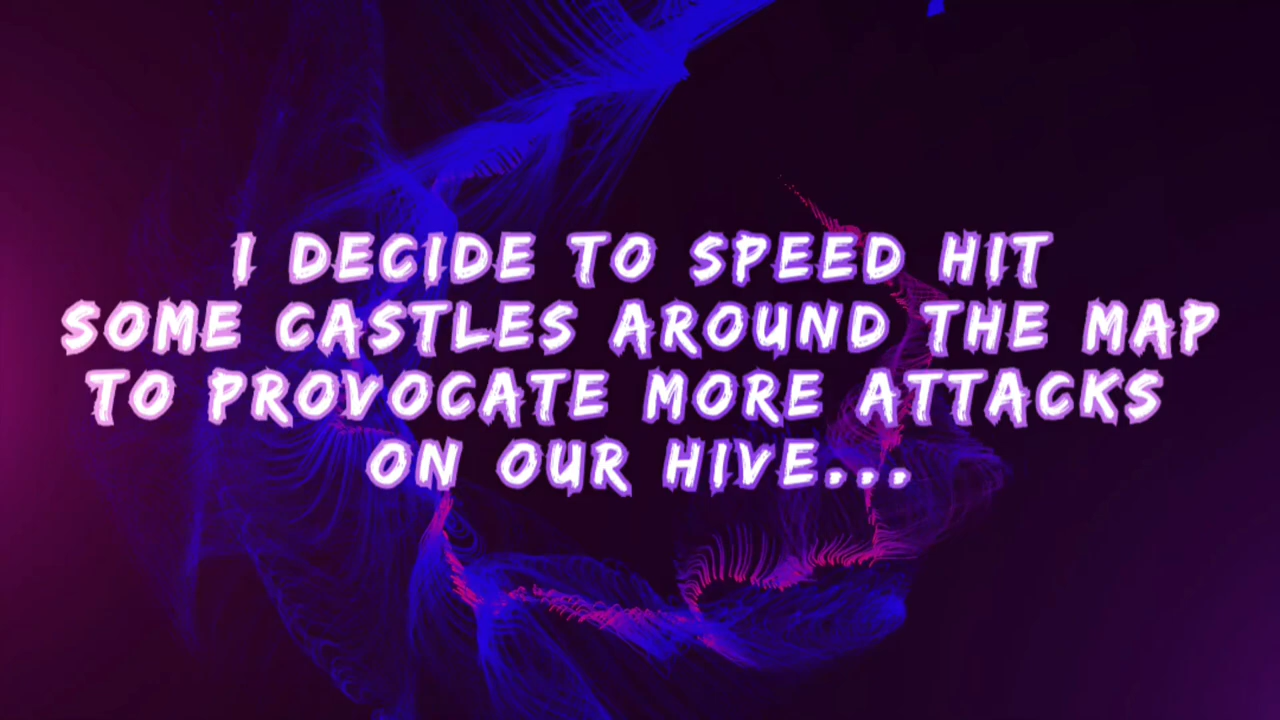 I DECIDE TO SPEED HIT
SOME CASTLES AROUND THE MAP
TO PROVOCATE MORE ATTACKS
ON OUR HIVE...